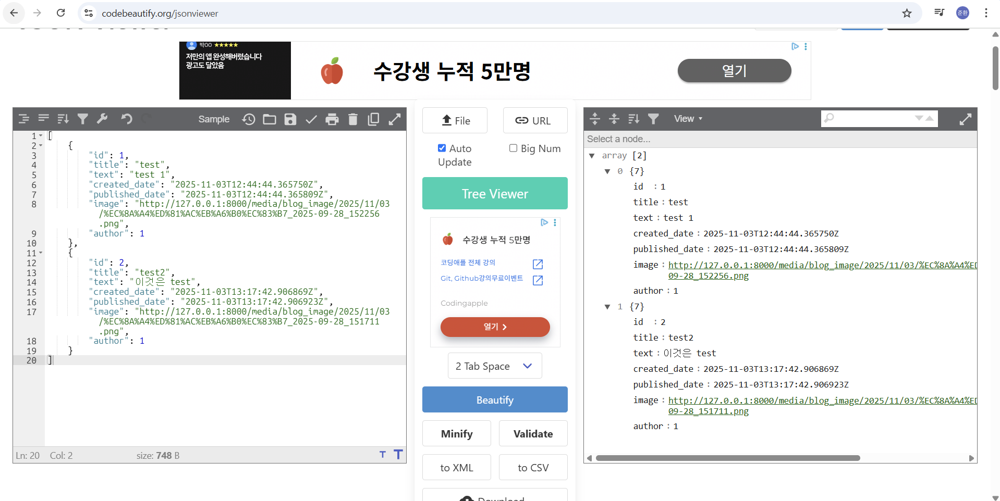 codebeautify.org/jsonviewer
준환
박OO ★★★★★
저만의 앱 완성해버렸습니다
광고도 달았음
수강생 누적 5만명
열기
Sample
1 [
2 {
3 "id": 1,
4 "title": "test",
5 "text": "test 1",
6 "created_date": "2025-11-03T12:44:44.365750Z",
7 "published_date": "2025-11-03T12:44:44.365809Z",
8 "image": "http://127.0.0.1:8000/media/blog_image/2025/11/03
/%EC%8A%A4%ED%81%AC%EB%A6%B0%EC%83%B7_2025-09-28_152256
.png",
9 "author": 1
10 },
11 {
12 "id": 2,
13 "title": "test2",
14 "text": "이것은 test",
15 "created_date": "2025-11-03T13:17:42.906869Z",
16 "published_date": "2025-11-03T13:17:42.906923Z",
17 "image": "http://127.0.0.1:8000/media/blog_image/2025/11/03
/%EC%8A%A4%ED%81%AC%EB%A6%B0%EC%83%B7_2025-09-28_151711
.png",
18 "author": 1
19 }
20 ]
Ln: 20 Col: 2 size: 748 B
T T
File URL
Auto Update
Big Num
Tree Viewer
수강생 누적 5만명
코딩애플 전체 강의
Git, Github강의무료이벤트
Codingapple
열기
2 Tab Space
Beautify
Minify Validate
to XML to CSV
Download
View
Select a node...
array [2]
0 {7}
id : 1
title : test
text : test 1
created_date : 2025-11-03T12:44:44.365750Z
published_date : 2025-11-03T12:44:44.365809Z
image : http://127.0.0.1:8000/media/blog_image/2025/11/03/%EC%8A%A4%ED
09-28_152256.png
author : 1
1 {7}
id : 2
title : test2
text : 이것은 test
created_date : 2025-11-03T13:17:42.906869Z
published_date : 2025-11-03T13:17:42.906923Z
image : http://127.0.0.1:8000/media/blog_image/2025/11/03/%EC%8A%A4%ED
09-28_151711.png
author : 1